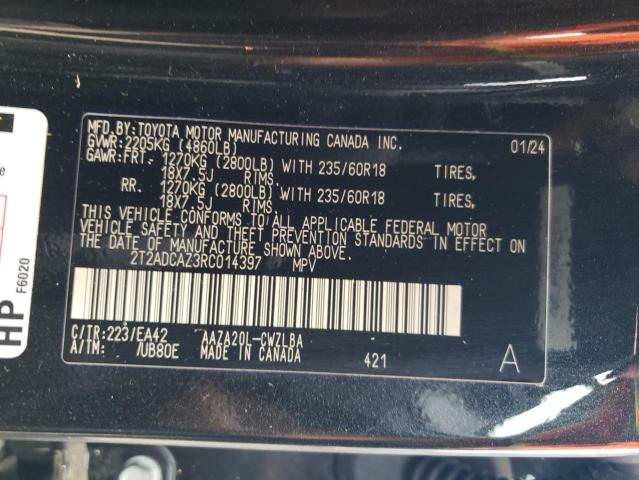 MFD.BY:TOYOTA MOTOR MANUFACTURING CANADA INC. 01/24
GVWR:2205KG (4860LB)
GAWR:FRT. 1270KG (2800LB) WITH 235/60R18 TIRES,
18X7.5J RIMS
RR. 1270KG (2800LB) WITH 235/60R18 TIRES,
18X7.5J RIMS
THIS VEHICLE CONFORMS TO ALL APPLICABLE FEDERAL MOTOR
VEHICLE SAFETY AND THEFT PREVENTION STANDARDS IN EFFECT ON
THE DATE OF MANUFACTURE SHOWN ABOVE.
2T2ADCAZ3RC014397 MPV
C/TR:223/EA42 AAZA20L-CWZLBA
A/TM: /UB80E MADE IN CANADA 421 A
HP
F6020